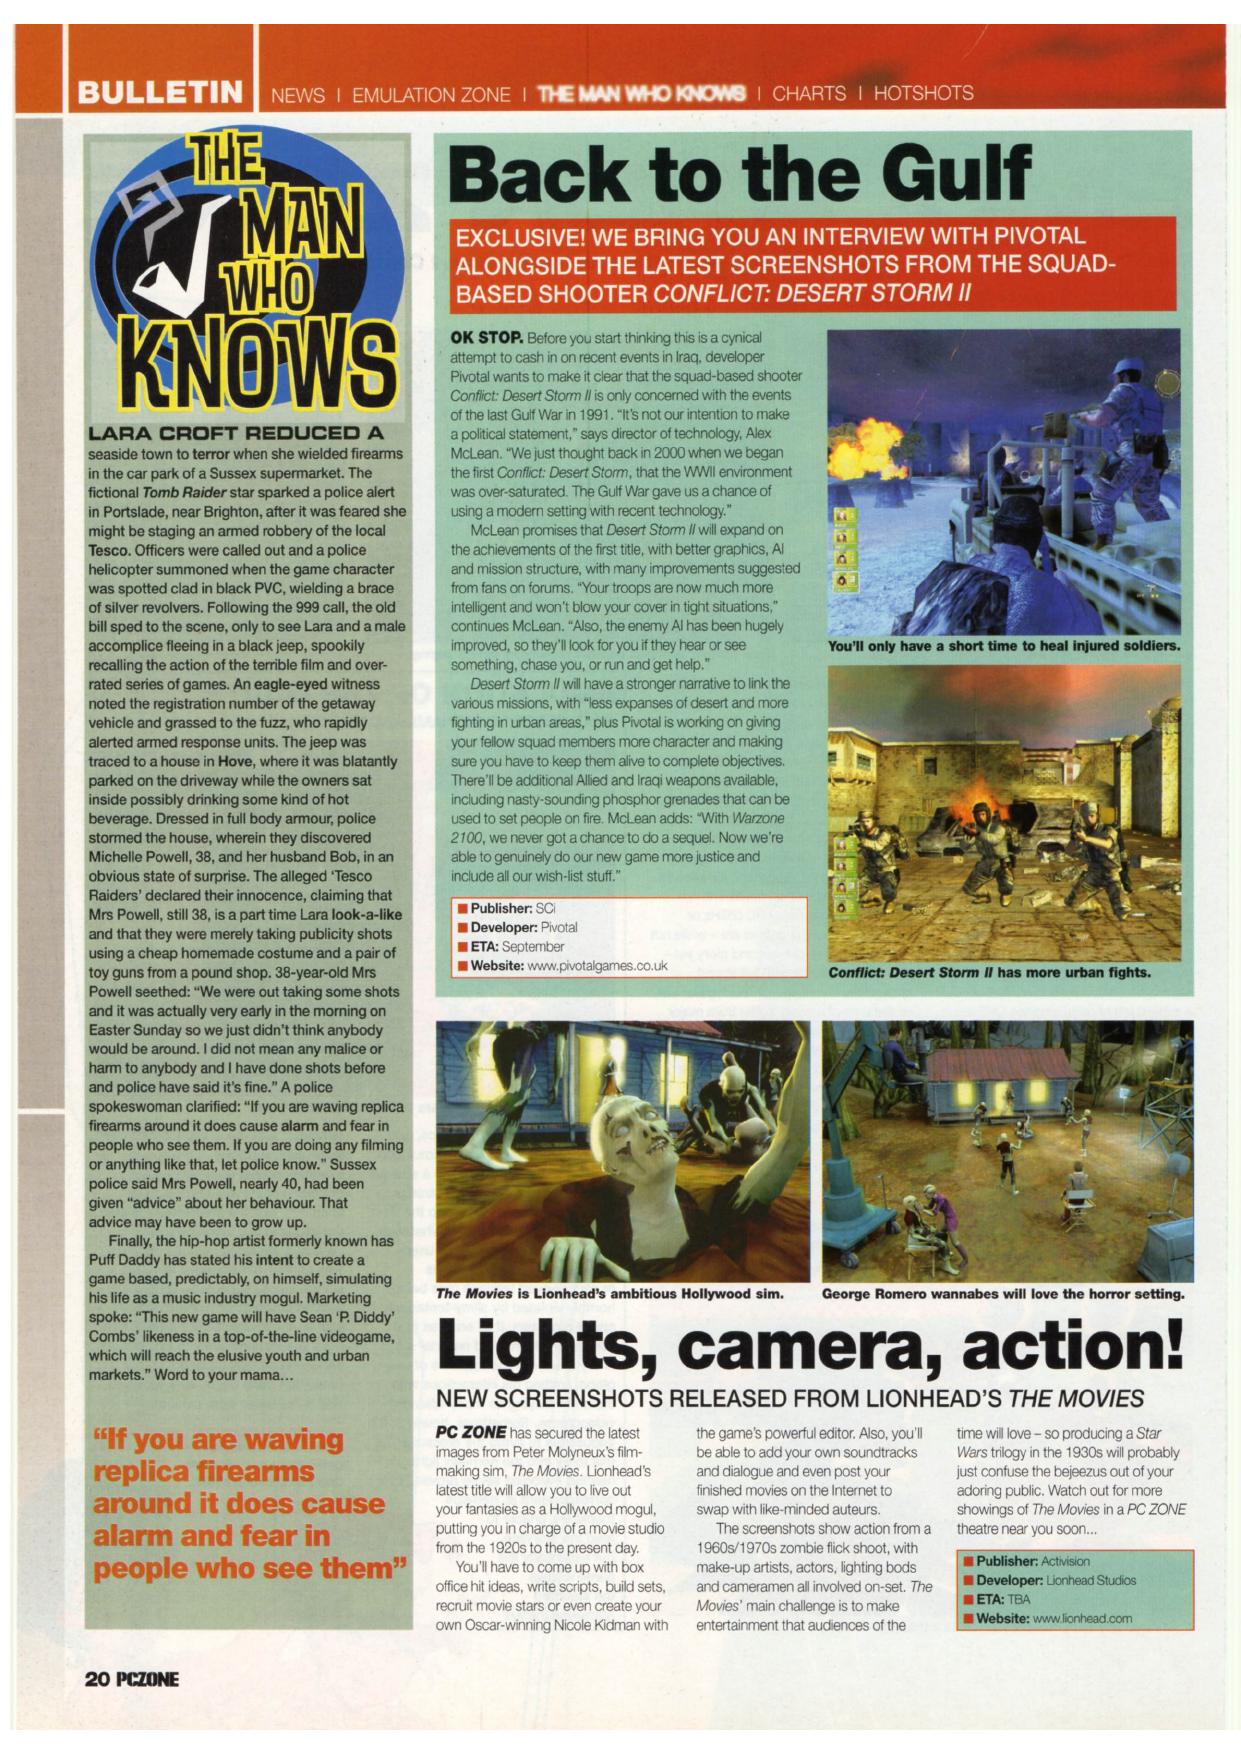 BULLETIN
NEWS | EMULATION ZONE | THE MAN WHO KNOWS | CHARTS | HOTSHOTS
THE
MAN
WHO
KNOWS
LARA CROFT REDUCED A
seaside town to terror when she wielded firearms
in the car park of a Sussex supermarket. The
fictional Tomb Raider star sparked a police alert
in Portslade, near Brighton, after it was feared she
might be staging an armed robbery of the local
Tesco. Officers were called out and a police
helicopter summoned when the game character
was spotted clad in black PVC, wielding a brace
of silver revolvers. Following the 999 call, the old
bill sped to the scene, only to see Lara and a male
accomplice fleeing in a black jeep, spookily
recalling the action of the terrible film and over-
rated series of games. An eagle-eyed witness
noted the registration number of the getaway
vehicle and grassed to the fuzz, who rapidly
alerted armed response units. The jeep was
traced to a house in Hove, where it was blatantly
parked on the driveway while the owners sat
inside possibly drinking some kind of hot
beverage. Dressed in full body armour, police
stormed the house, wherein they discovered
Michelle Powell, 38, and her husband Bob, in an
obvious state of surprise. The alleged 'Tesco
Raiders' declared their innocence, claiming that
Mrs Powell, still 38, is a part time Lara look-a-like
and that they were merely taking publicity shots
using a cheap homemade costume and a pair of
toy guns from a pound shop. 38-year-old Mrs
Powell seethed: "We were out taking some shots
and it was actually very early in the morning on
Easter Sunday so we just didn't think anybody
would be around. I did not mean any malice or
harm to anybody and I have done shots before
and police have said it's fine." A police
spokeswoman clarified: "If you are waving replica
firearms around it does cause alarm and fear in
people who see them. If you are doing any filming
or anything like that, let police know." Sussex
police said Mrs Powell, nearly 40, had been
given "advice" about her behaviour. That
advice may have been to grow up.
Finally, the hip-hop artist formerly known has
Puff Daddy has stated his intent to create a
game based, predictably, on himself, simulating
his life as a music industry mogul. Marketing
spoke: "This new game will have Sean 'P. Diddy'
Combs' likeness in a top-of-the-line videogame,
which will reach the elusive youth and urban
markets." Word to your mama...
"If you are waving
replica firearms
around it does cause
alarm and fear in
people who see them"
Back to the Gulf
EXCLUSIVE! WE BRING YOU AN INTERVIEW WITH PIVOTAL
ALONGSIDE THE LATEST SCREENSHOTS FROM THE SQUAD-
BASED SHOOTER CONFLICT: DESERT STORM II
OK STOP. Before you start thinking this is a cynical
attempt to cash in on recent events in Iraq, developer
Pivotal wants to make it clear that the squad-based shooter
Conflict: Desert Storm II is only concerned with the events
of the last Gulf War in 1991. "It's not our intention to make
a political statement," says director of technology, Alex
McLean. "We just thought back in 2000 when we began
the first Conflict: Desert Storm, that the WWII environment
was over-saturated. The Gulf War gave us a chance of
using a modern setting with recent technology."
McLean promises that Desert Storm II will expand on
the achievements of the first title, with better graphics, AI
and mission structure, with many improvements suggested
from fans on forums. "Your troops are now much more
intelligent and won't blow your cover in tight situations,"
continues McLean. "Also, the enemy AI has been hugely
improved, so they'll look for you if they hear or see
something, chase you, or run and get help."
Desert Storm II will have a stronger narrative to link the
various missions, with "less expanses of desert and more
fighting in urban areas," plus Pivotal is working on giving
your fellow squad members more character and making
sure you have to keep them alive to complete objectives.
There'll be additional Allied and Iraqi weapons available,
including nasty-sounding phosphor grenades that can be
used to set people on fire. McLean adds: "With Warzone
2100, we never got a chance to do a sequel. Now we're
able to genuinely do our new game more justice and
include all our wish-list stuff."
Publisher: SCi
Developer: Pivotal
ETA: September
Website: www.pivotalgames.co.uk
You'll only have a short time to heal injured soldiers.
Conflict: Desert Storm II has more urban fights.
The Movies is Lionhead's ambitious Hollywood sim.
George Romero wannabes will love the horror setting.
Lights, camera, action!
NEW SCREENSHOTS RELEASED FROM LIONHEAD'S THE MOVIES
PC ZONE has secured the latest
images from Peter Molyneux's film-
making sim, The Movies. Lionhead's
latest title will allow you to live out
your fantasies as a Hollywood mogul,
putting you in charge of a movie studio
from the 1920s to the present day.
You'll have to come up with box
office hit ideas, write scripts, build sets,
recruit movie stars or even create your
own Oscar-winning Nicole Kidman with
the game's powerful editor. Also, you'll
be able to add your own soundtracks
and dialogue and even post your
finished movies on the Internet to
swap with like-minded auteurs.
The screenshots show action from a
1960s/1970s zombie flick shoot, with
make-up artists, actors, lighting bods
and cameramen all involved on-set. The
Movies' main challenge is to make
entertainment that audiences of the
time will love – so producing a Star
Wars trilogy in the 1930s will probably
just confuse the bejeezus out of your
adoring public. Watch out for more
showings of The Movies in a PC ZONE
theatre near you soon...
Publisher: Activision
Developer: Lionhead Studios
ETA: TBA
Website: www.lionhead.com
20 PCZONE